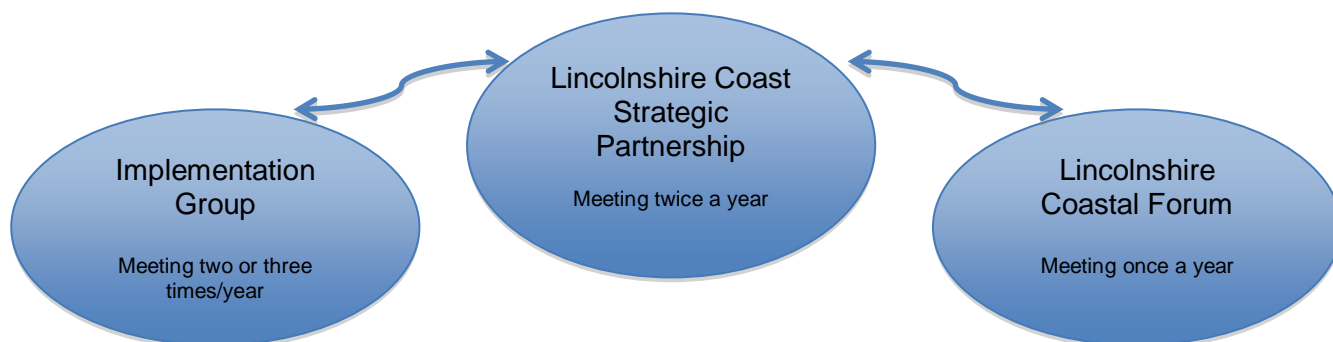 Implementation
Group
Meeting two or three
times/year
Lincolnshire Coast
Strategic
Partnership
Meeting twice a year
Lincolnshire
Coastal Forum
Meeting once a year